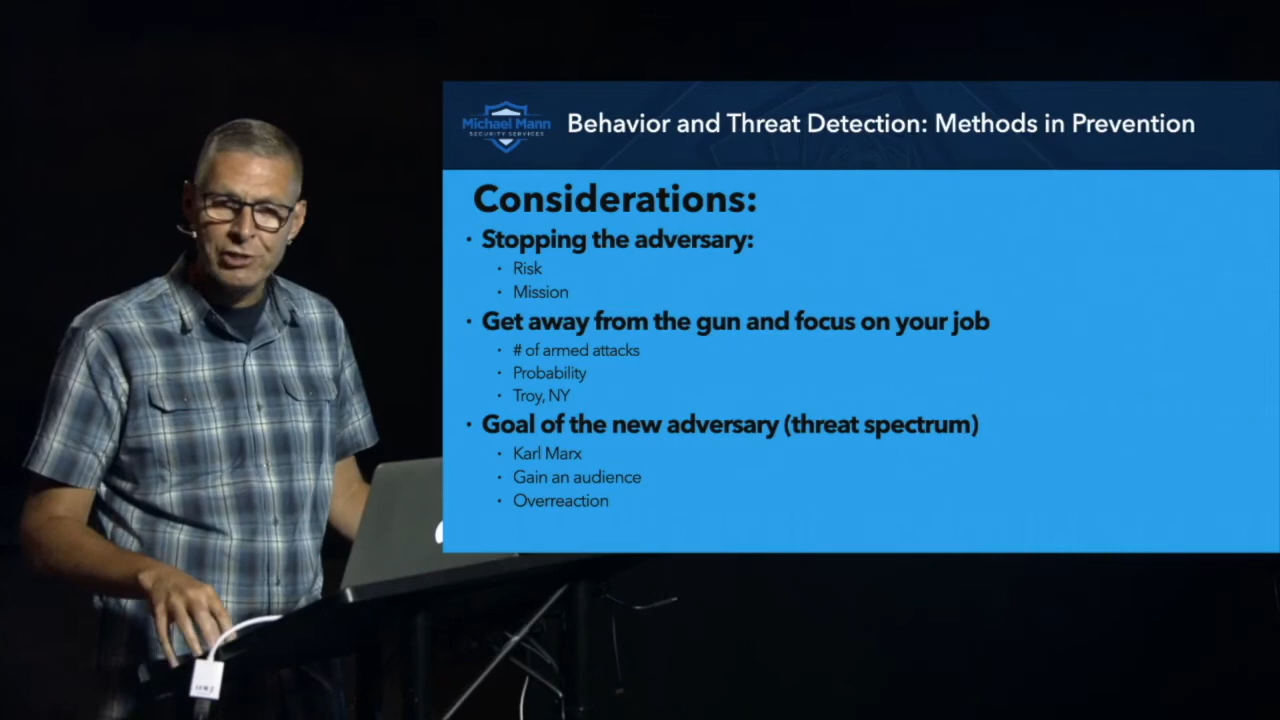 Michael Mann
SECURITY SERVICES
Behavior and Threat Detection: Methods in Prevention
Considerations:
· Stopping the adversary:
· Risk
· Mission
· Get away from the gun and focus on your job
· # of armed attacks
· Probability
· Troy, NY
· Goal of the new adversary (threat spectrum)
· Karl Marx
· Gain an audience
· Overreaction